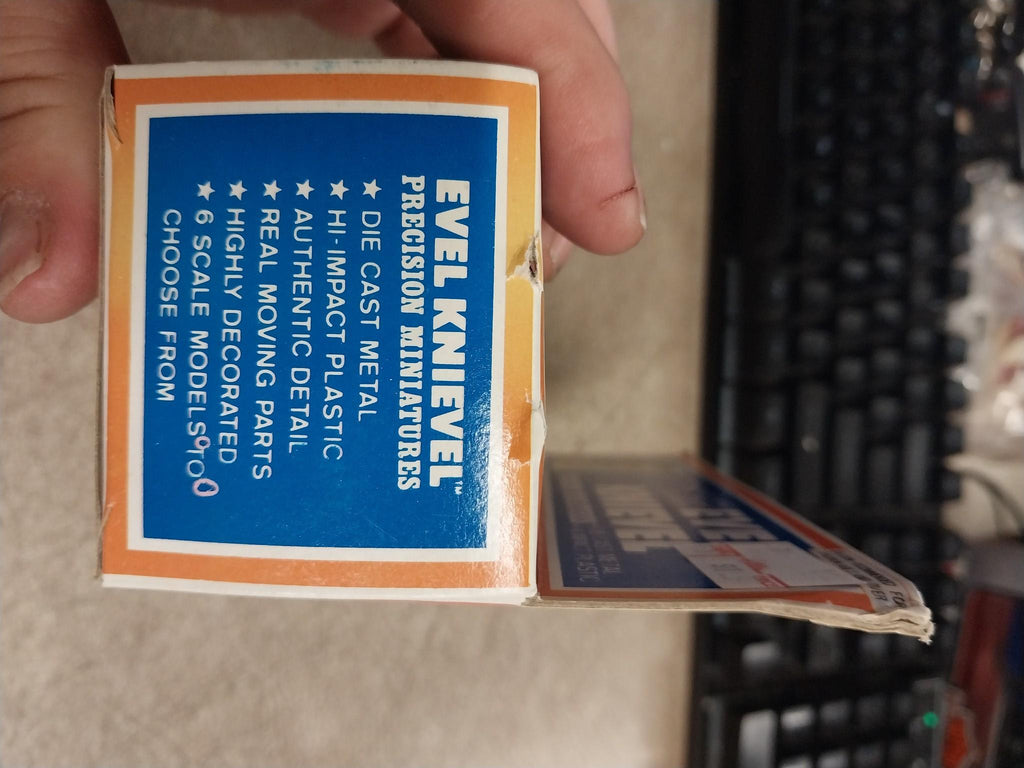 EVEL KNIEVEL™
PRECISION MINIATURES
★ DIE CAST METAL
★ HI-IMPACT PLASTIC
★ AUTHENTIC DETAIL
★ REAL MOVING PARTS
★ HIGHLY DECORATED
★ 6 SCALE MODELS TO
CHOOSE FROM